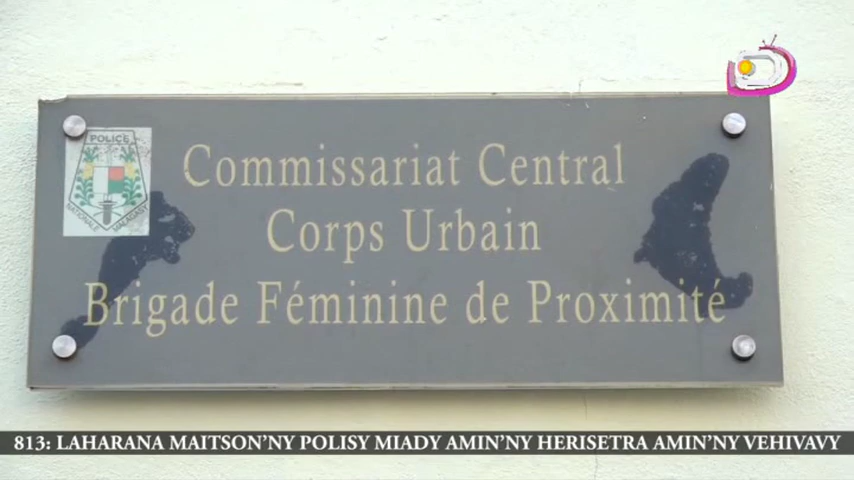 POLICE
NATIONALE MALAGASY
Commissariat Central
Corps Urbain
Brigade Féminine de Proximité
813: LAHARANA MAITSON'NY POLISY MIADY AMIN'NY HERISETRA AMIN'NY VEHIVAVY